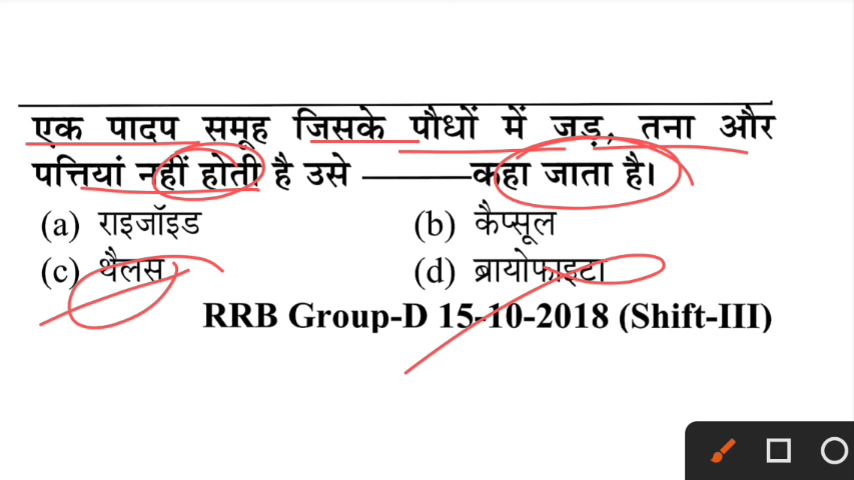 एक पादप समूह जिसके पौधों में जड़, तना और
पत्तियां नहीं होती है उसे ———— कहा जाता है।
(a) राइजॉइड (b) कैप्सूल
(c) थैलस (d) ब्रायोफाइटा
RRB Group-D 15-10-2018 (Shift-III)